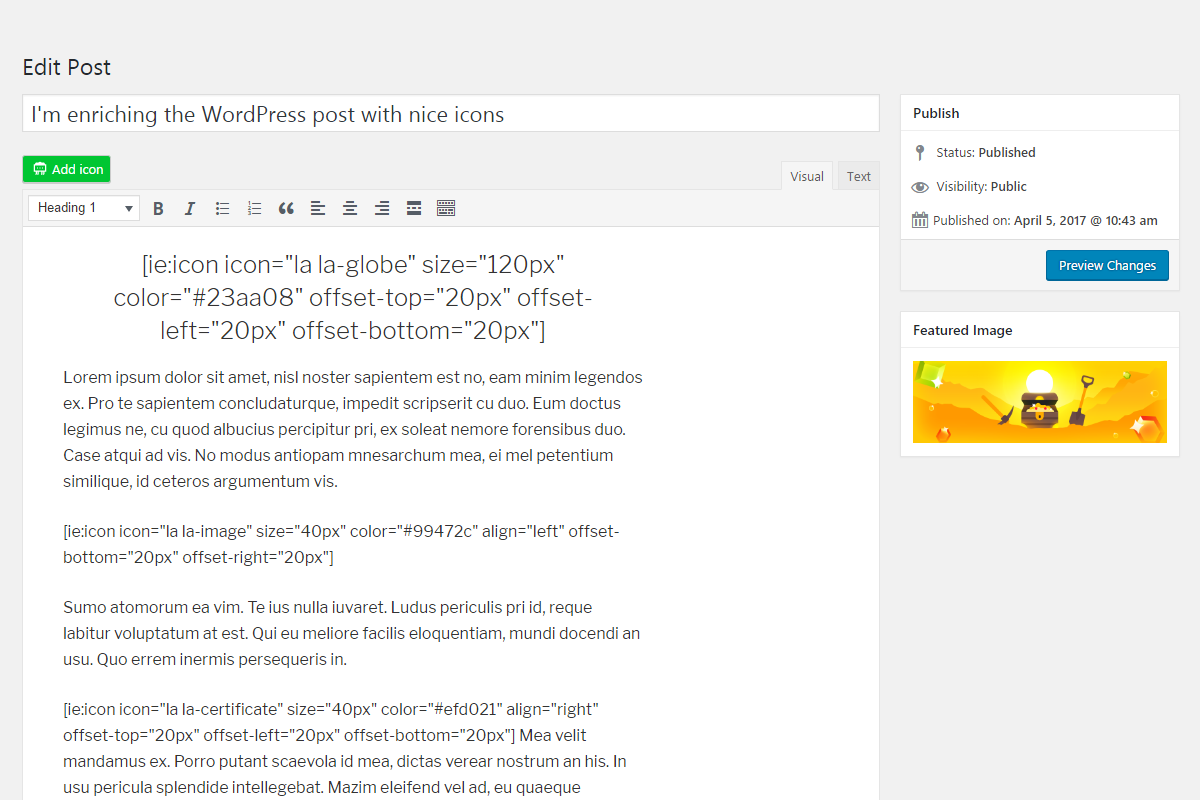 Edit Post
I'm enriching the WordPress post with nice icons
Add icon
Visual
Text
Heading 1
B
I
[ie:icon icon="la la-globe" size="120px"
color="#23aa08" offset-top="20px" offset-
left="20px" offset-bottom="20px"]
Lorem ipsum dolor sit amet, nisl noster sapientem est no, eam minim legendos
ex. Pro te sapientem concludaturque, impedit scripserit cu duo. Eum doctus
legimus ne, cu quod albucius percipitur pri, ex soleat nemore forensibus duo.
Case atqui ad vis. No modus antiopam mnesarchum mea, ei mel petentium
similique, id ceteros argumentum vis.
[ie:icon icon="la la-image" size="40px" color="#99472c" align="left" offset-
bottom="20px" offset-right="20px"]
Sumo atomorum ea vim. Te ius nulla iuvaret. Ludus periculis pri id, reque
labitur voluptatum at est. Qui eu meliore facilis eloquentiam, mundi docendi an
usu. Quo errem inermis persequeris in.
[ie:icon icon="la la-certificate" size="40px" color="#efd021" align="right"
offset-top="20px" offset-left="20px" offset-bottom="20px"] Mea velit
mandamus ex. Porro putant scaevola id mea, dictas verear nostrum an his. In
usu pericula splendide intellegebat. Mazim eleifend vel ad, eu quaeque
Publish
Status: Published
Visibility: Public
Published on: April 5, 2017 @ 10:43 am
Preview Changes
Featured Image